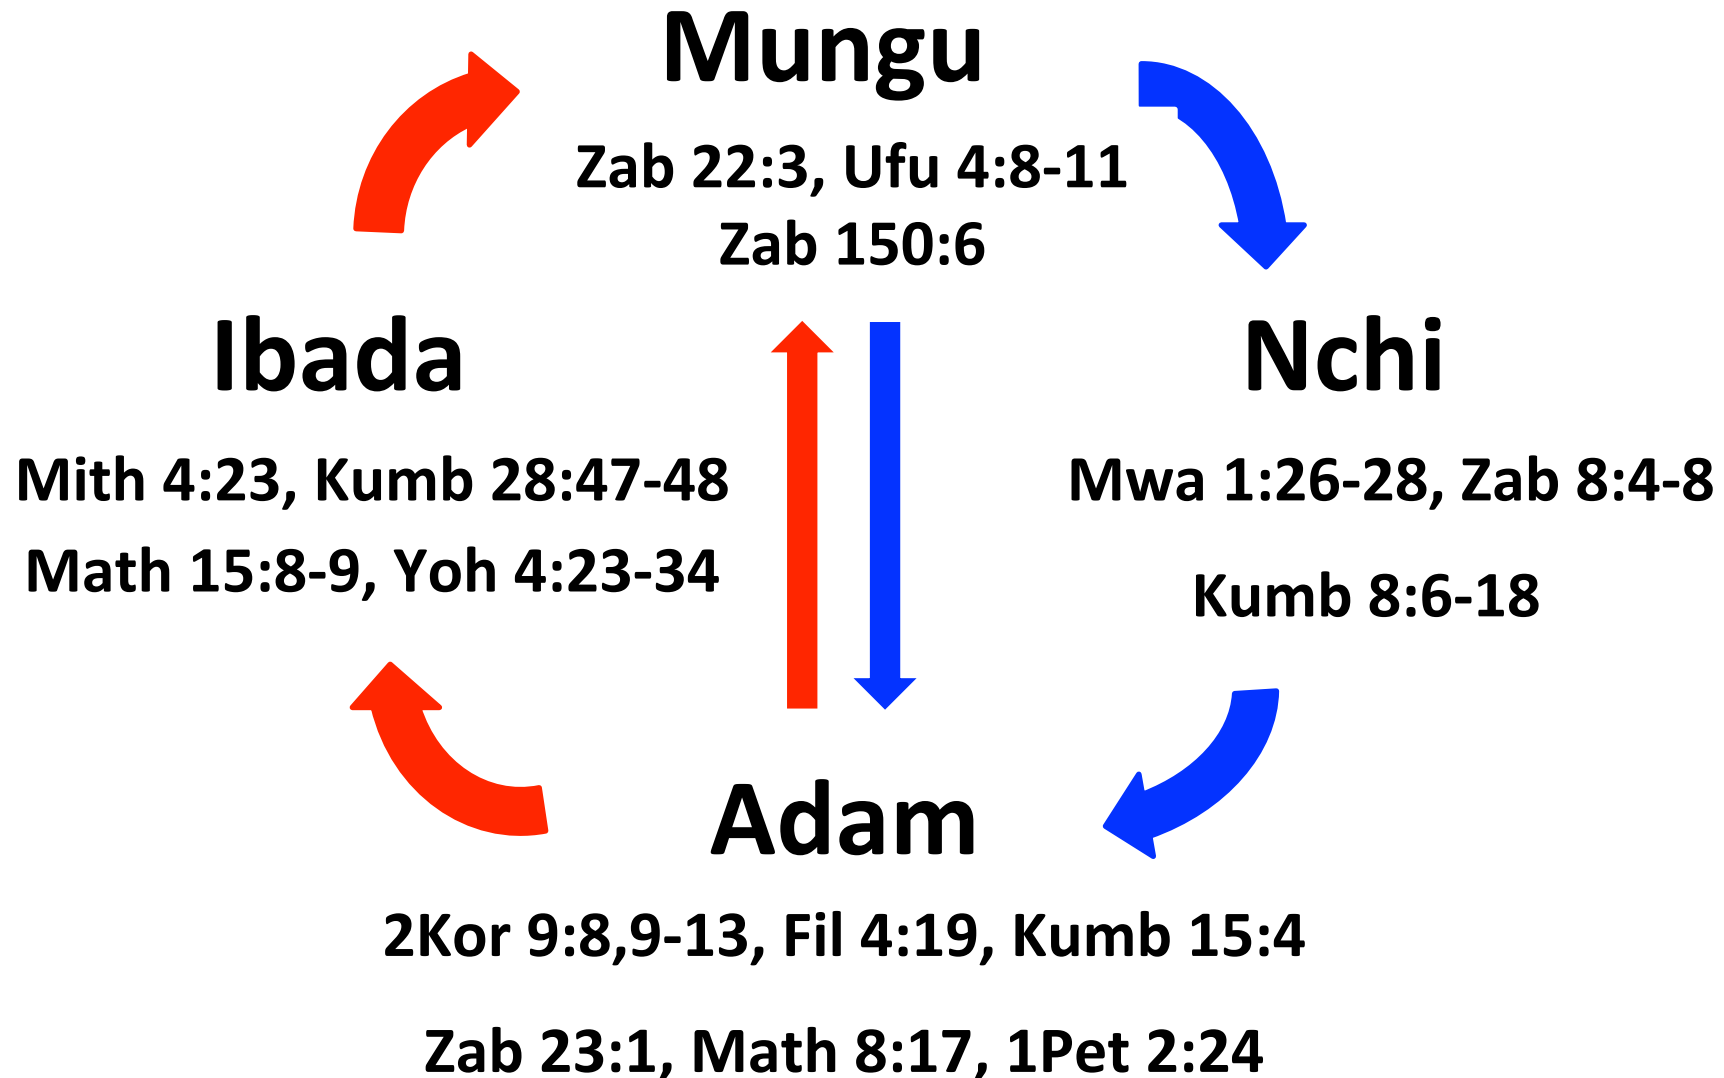 Mungu
Zab 22:3, Ufu 4:8-11
Zab 150:6
Ibada
Mith 4:23, Kumb 28:47-48
Math 15:8-9, Yoh 4:23-34
Nchi
Mwa 1:26-28, Zab 8:4-8
Kumb 8:6-18
Adam
2Kor 9:8,9-13, Fil 4:19, Kumb 15:4
Zab 23:1, Math 8:17, 1Pet 2:24